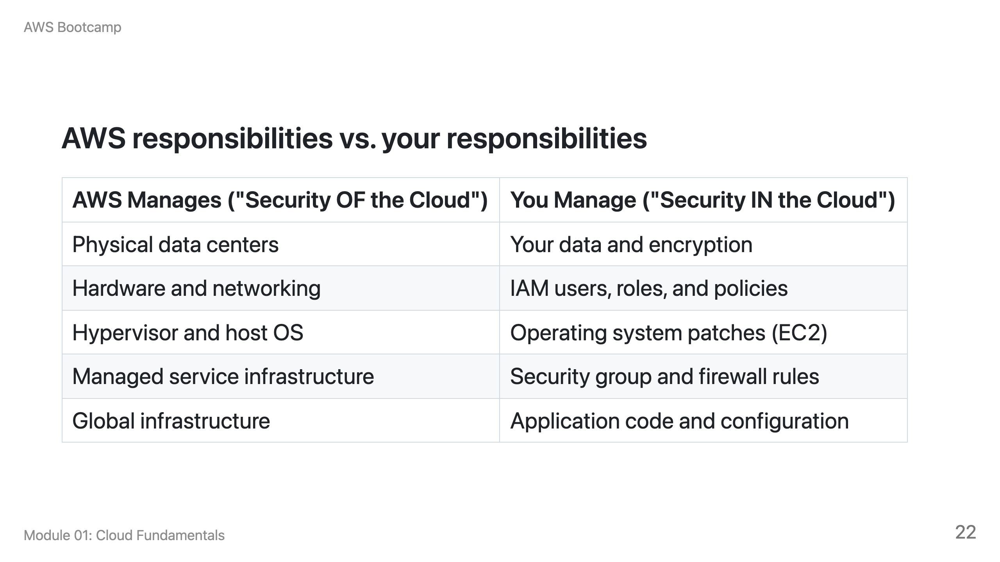 AWS Bootcamp
AWS responsibilities vs. your responsibilities
AWS Manages ("Security OF the Cloud") You Manage ("Security IN the Cloud")
Physical data centers Your data and encryption
Hardware and networking IAM users, roles, and policies
Hypervisor and host OS Operating system patches (EC2)
Managed service infrastructure Security group and firewall rules
Global infrastructure Application code and configuration
Module 01: Cloud Fundamentals 22